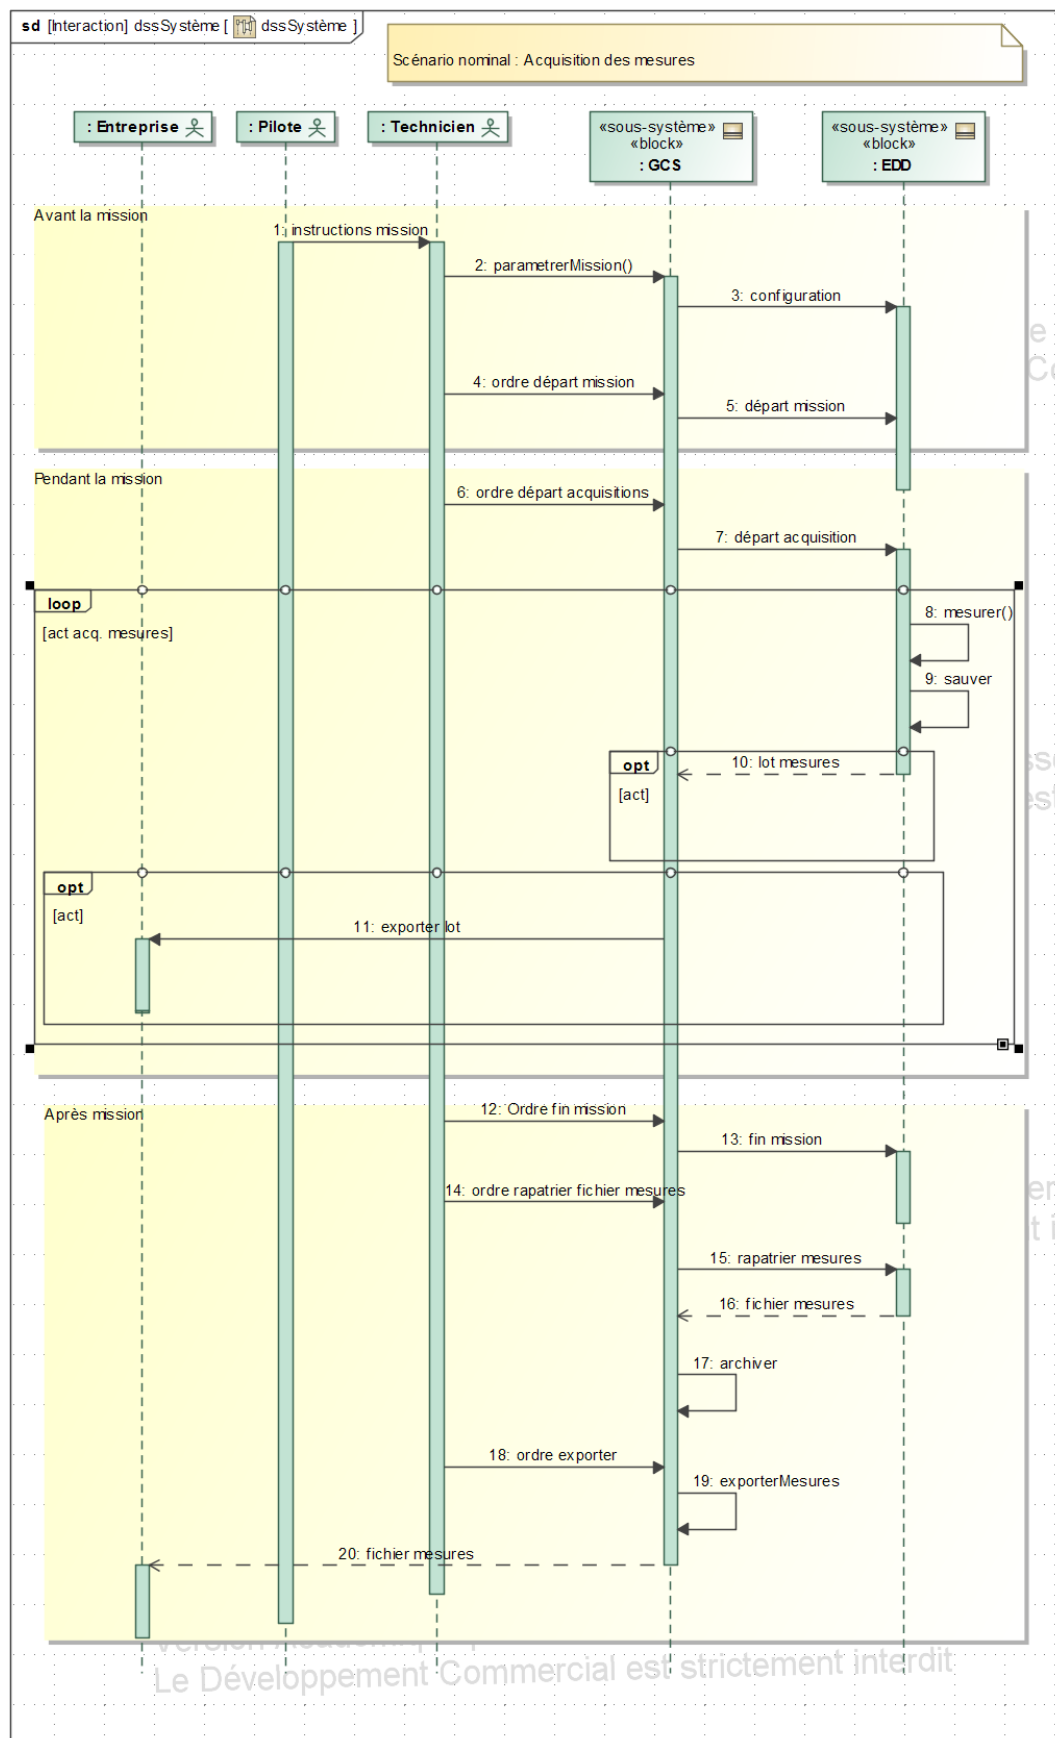 sd [Interaction] dssSystème [ dssSystème ]
Scénario nominal : Acquisition des mesures
: Entreprise
: Pilote
: Technicien
«sous-système»
«block»
: GCS
«sous-système»
«block»
: EDD
Avant la mission
1: instructions mission
2: parametrerMission()
3: configuration
4: ordre départ mission
5: départ mission
Pendant la mission
6: ordre départ acquisitions
7: départ acquisition
loop
[act acq. mesures]
8: mesurer()
9: sauver
opt
10: lot mesures
[act]
opt
[act]
11: exporter lot
Après mission
12: Ordre fin mission
13: fin mission
14: ordre rapatrier fichier mesures
15: rapatrier mesures
16: fichier mesures
17: archiver
18: ordre exporter
19: exporterMesures
20: fichier mesures
Le Développement Commercial est strictement interdit